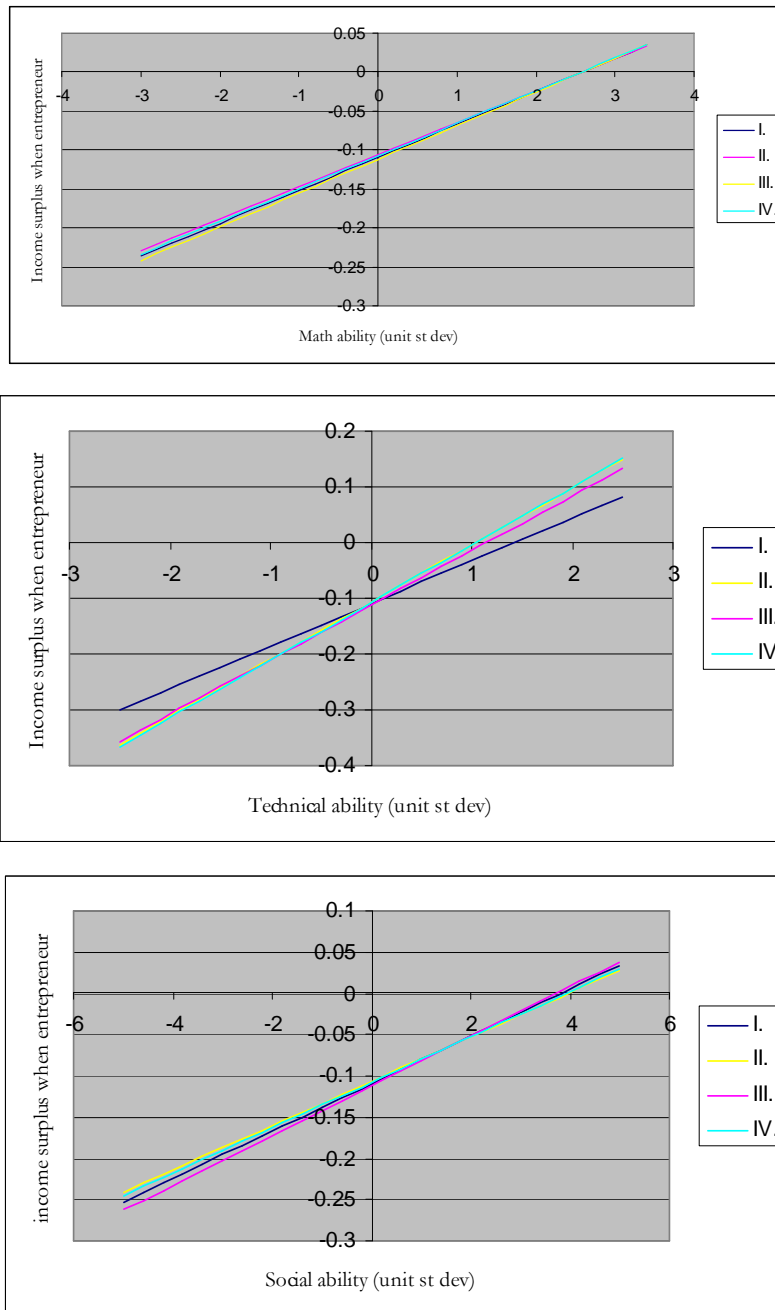 0.05
0
-4 -3 -2 -1 0 1 2 3 4
-0.05
-0.1
-0.15
-0.2
-0.25
-0.3
Income surplus when entrepreneur
Math ability (unit st dev)
I.
II.
III.
IV.
0.2
0.1
0
-3 -2 -1 0 1 2 3
-0.1
-0.2
-0.3
-0.4
Income surplus when entrepreneur
Technical ability (unit st dev)
I.
II.
III.
IV
0.1
0.05
0
-6 -4 -2 0 2 4 6
-0.05
-0.1
-0.15
-0.2
-0.25
-0.3
income surplus when entrepreneur
Social ability (unit st dev)
I.
II.
III.
IV.